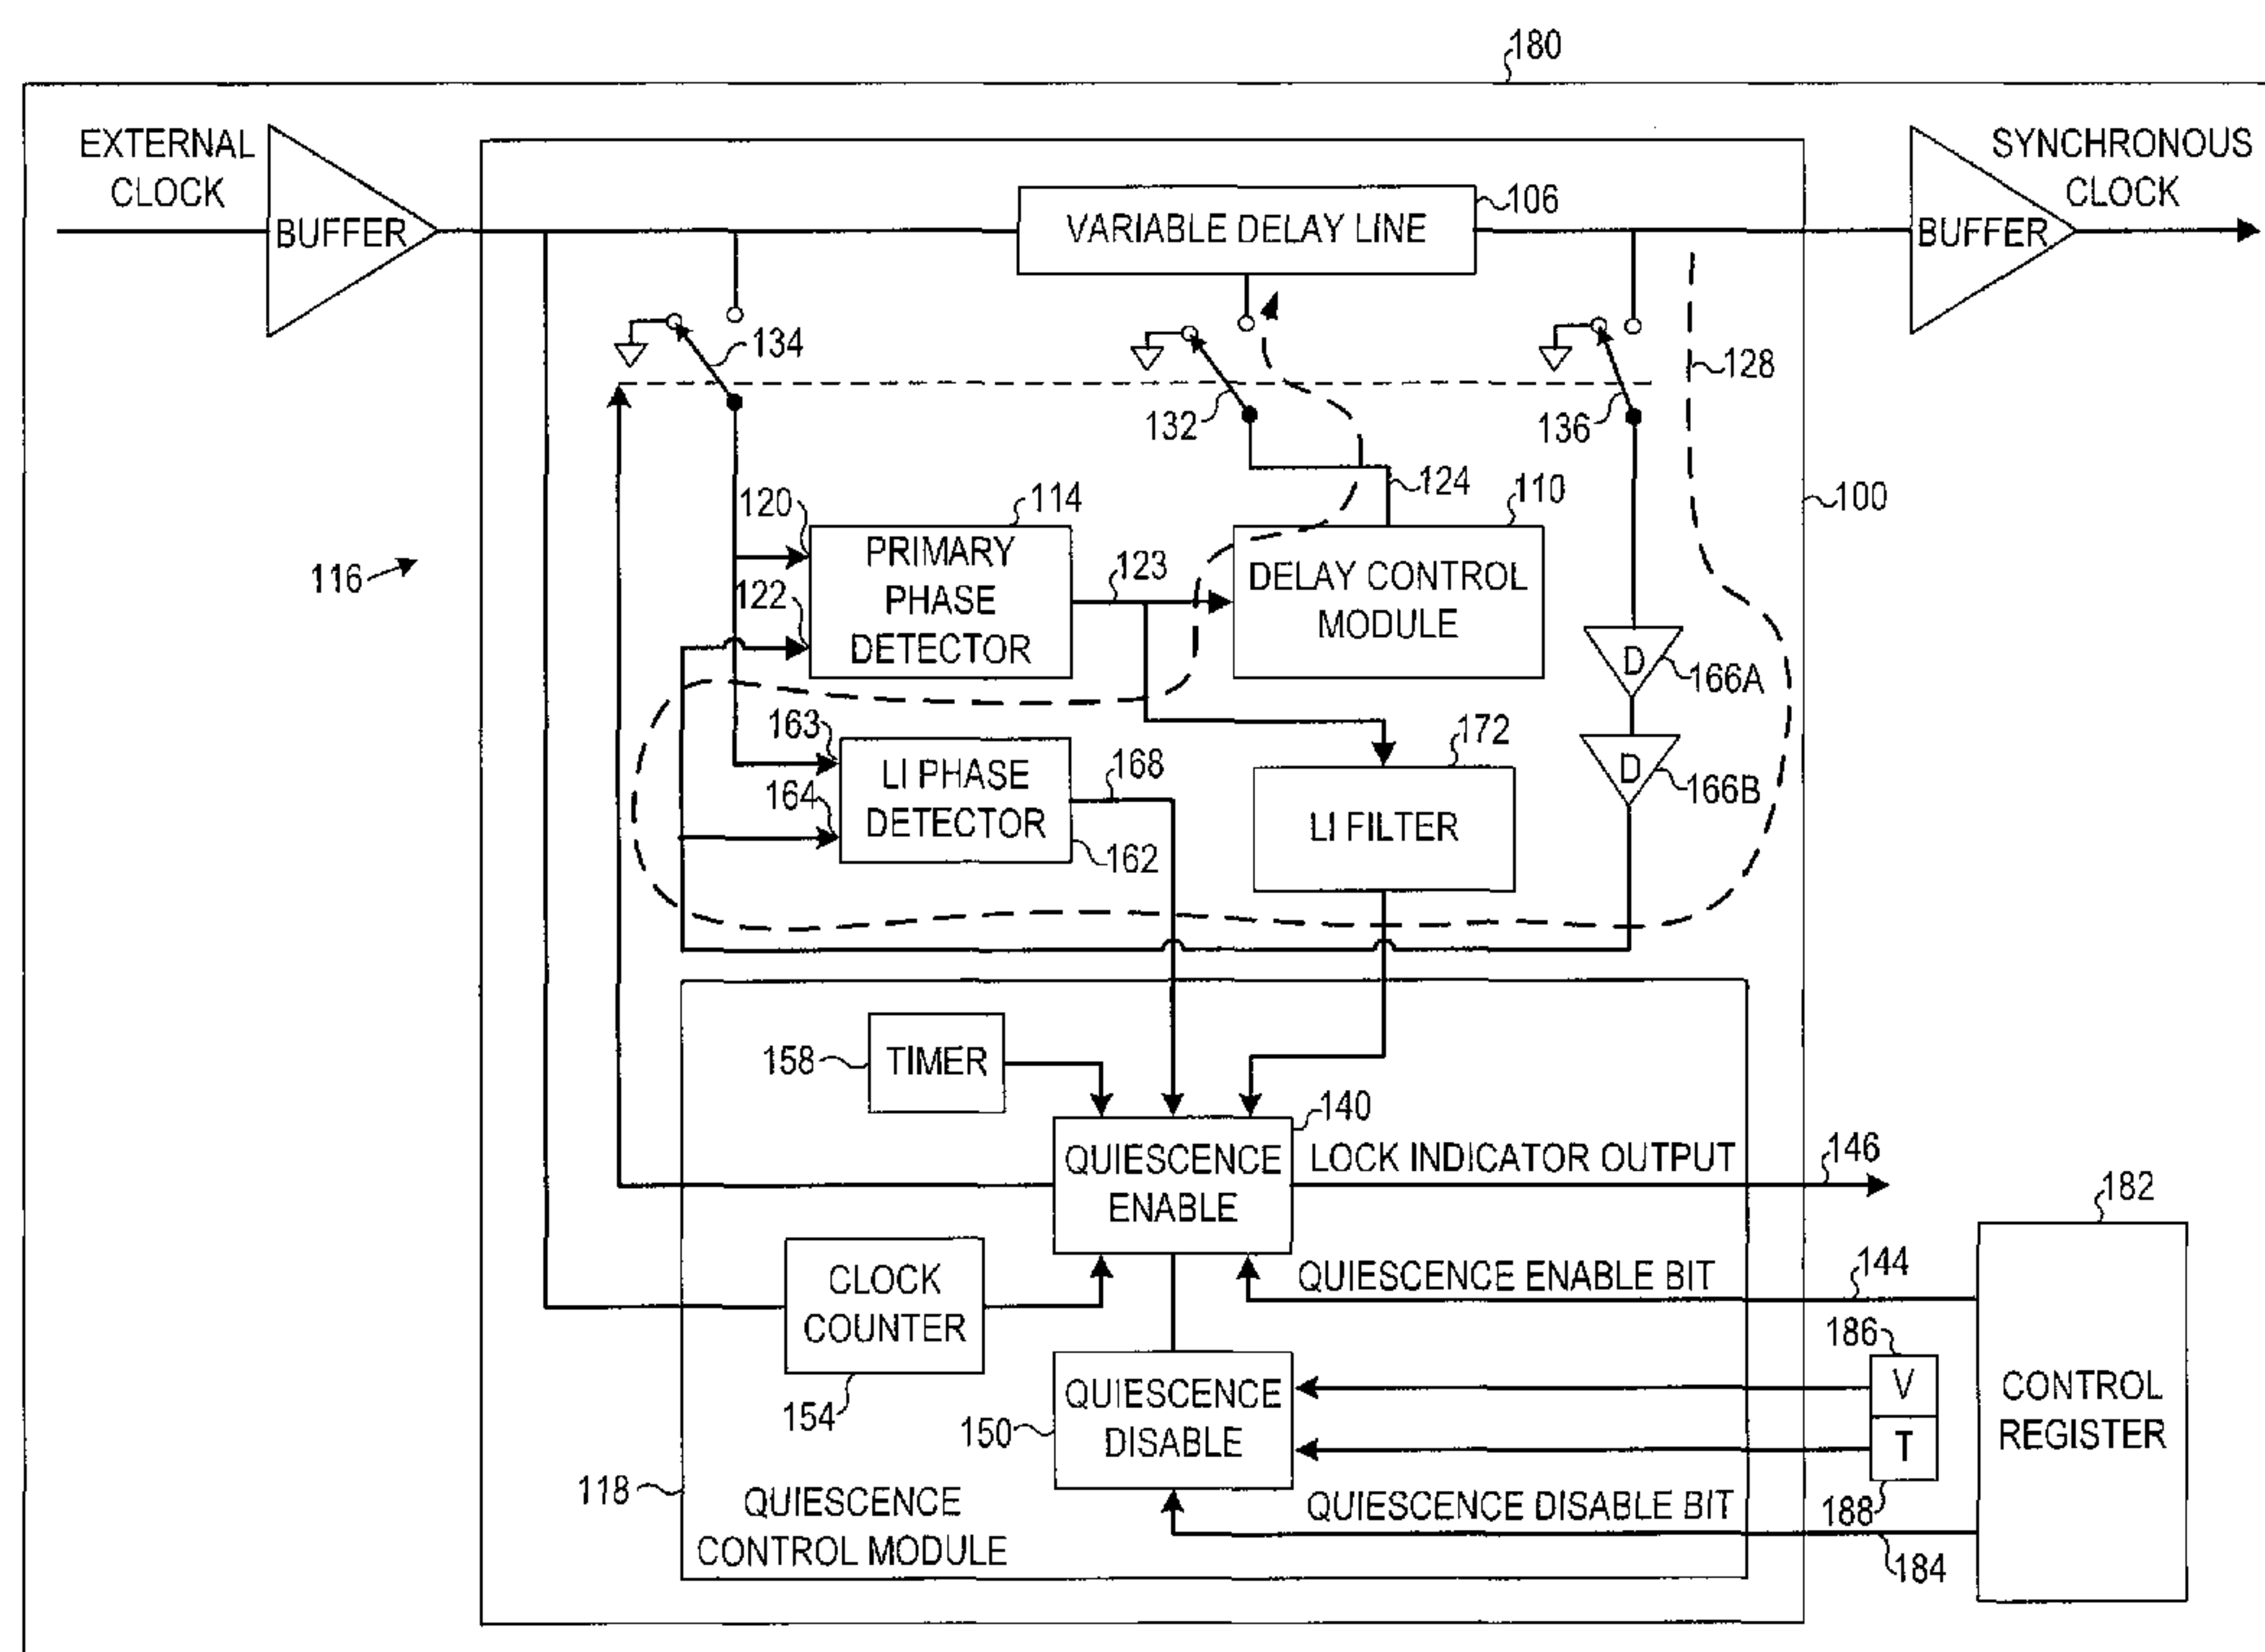 180
EXTERNAL
CLOCK
BUFFER
VARIABLE DELAY LINE
106
SYNCHRONOUS
CLOCK
BUFFER
134
132
136
128
124
120
114
110
100
116
122
PRIMARY
PHASE
DETECTOR
123
DELAY CONTROL
MODULE
D
166A
D
166B
163
164
LI PHASE
DETECTOR
168
162
172
LI FILTER
158
TIMER
140
QUIESCENCE
ENABLE
LOCK INDICATOR OUTPUT
146
182
CLOCK
COUNTER
154
QUIESCENCE ENABLE BIT
144
186
V
T
188
CONTROL
REGISTER
150
QUIESCENCE
DISABLE
118
QUIESCENCE
CONTROL MODULE
QUIESCENCE DISABLE BIT
184